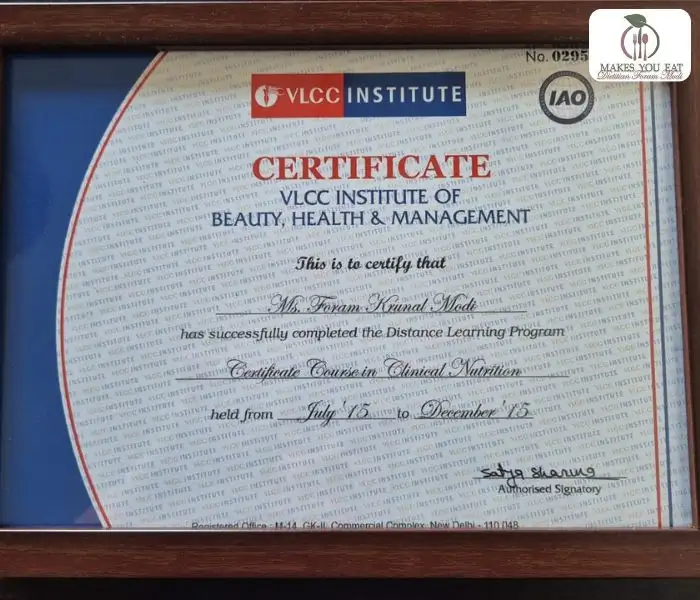 No. 0295
MAKES YOU EAT
Dietitian Foram Modi
VLCC INSTITUTE
IAO
CERTIFICATE
VLCC INSTITUTE OF
BEAUTY, HEALTH & MANAGEMENT
This is to certify that
Ms. Foram Krunal Modi
has successfully completed the Distance Learning Program
Certificate Course in Clinical Nutrition
held from July '15 to December '15
Satya Sharma
Authorised Signatory
Registered Office : M-14, GK-II, Commercial Complex, New Delhi - 110 048